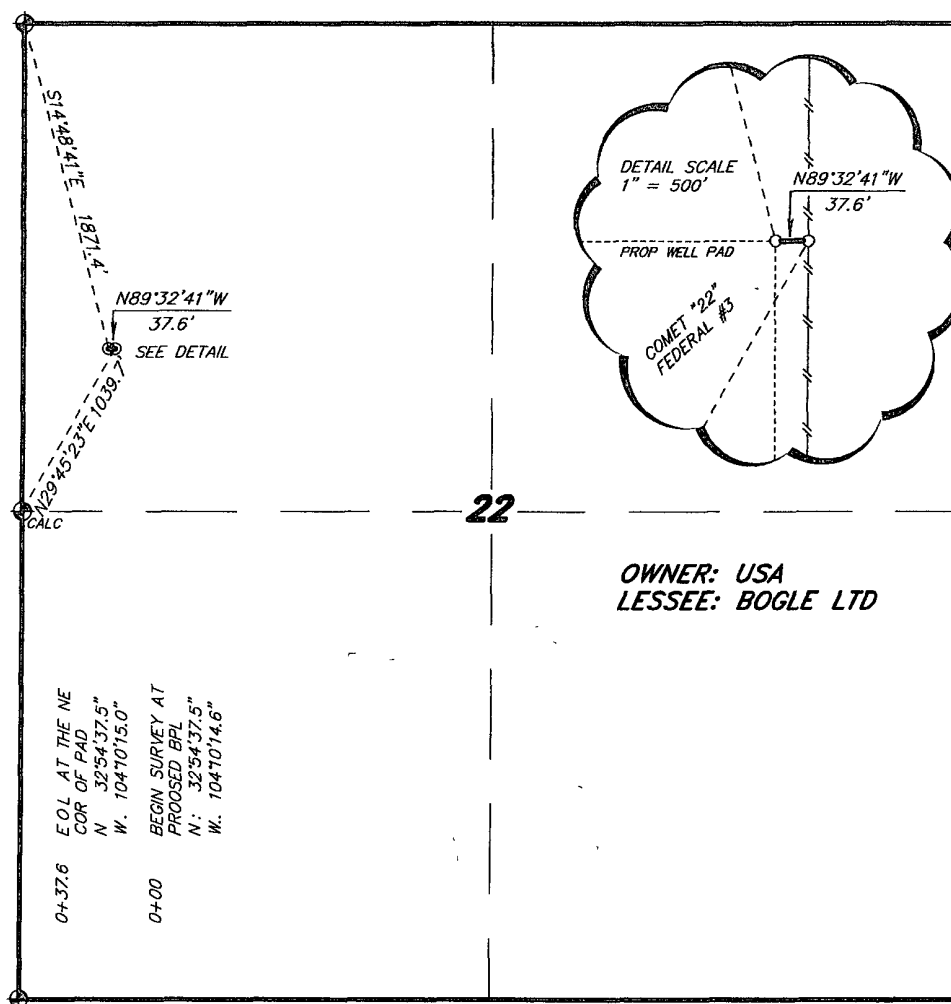 S14°48'41"E 1871.4'
N89°32'41"W
37.6'
SEE DETAIL
N29°45'23"E 1039.7'
CALC
DETAIL SCALE
1" = 500'
N89°32'41"W
37.6'
PROP WELL PAD
COMET "22"
FEDERAL #3
22
OWNER: USA
LESSEE: BOGLE LTD
0+37.6 EOL AT THE NE
COR OF PAD
N 32°54'37.5"
W. 104°10'15.0"
0+00 BEGIN SURVEY AT
PROOSED BPL
N: 32°54'37.5"
W. 104°10'14.6"